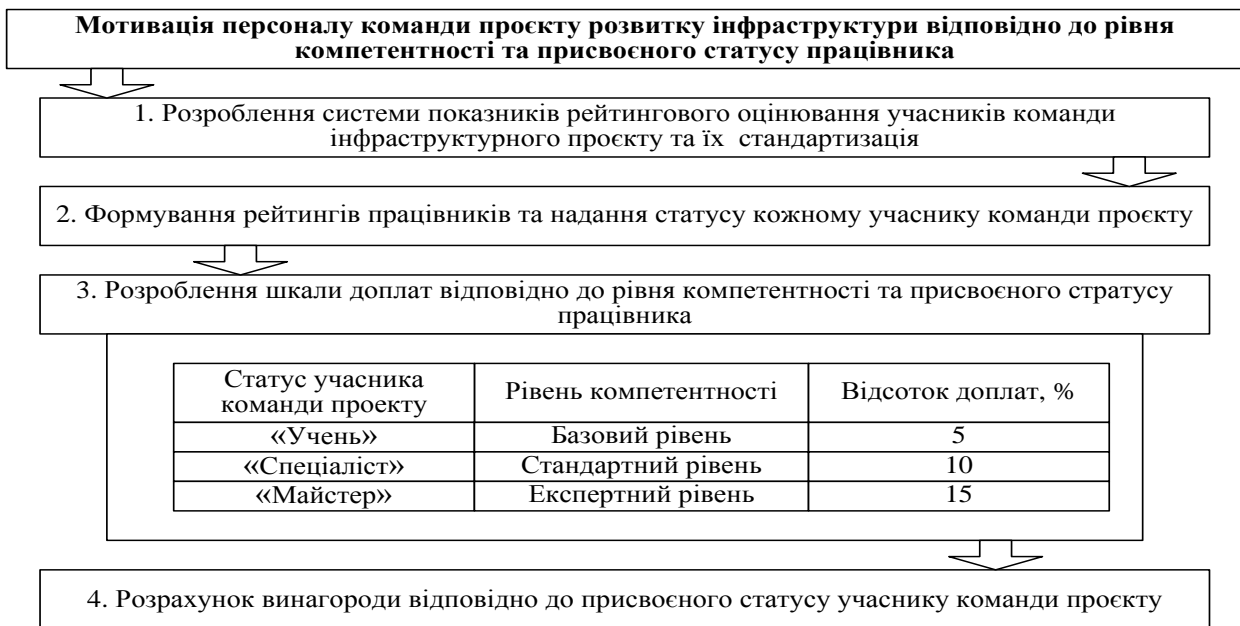 Мотивація персоналу команди проєкту розвитку інфраструктури відповідно до рівня
компетентності та присвоєного статусу працівника
1. Розроблення системи показників рейтингового оцінювання учасників команди
інфраструктурного проєкту та їх стандартизація
2. Формування рейтингів працівників та надання статусу кожному учаснику команди проєкту
3. Розроблення шкали доплат відповідно до рівня компетентності та присвоєного стратусу
працівника
Статус учасника
команди проекту
Рівень компетентності
Відсоток доплат, %
«Учень»
Базовий рівень
5
«Спеціаліст»
Стандартний рівень
10
«Майстер»
Експертний рівень
15
4. Розрахунок винагороди відповідно до присвоєного статусу учаснику команди проєкту